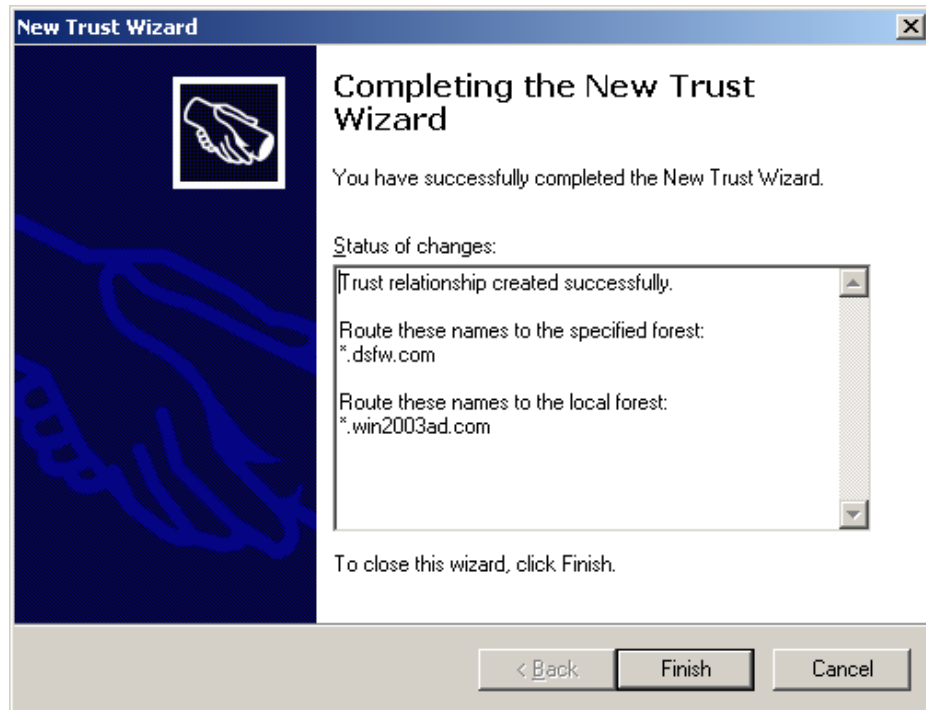 New Trust Wizard
Completing the New Trust
Wizard
You have successfully completed the New Trust Wizard.
Status of changes:
Trust relationship created successfully.
Route these names to the specified forest:
*.dsfw.com
Route these names to the local forest:
*.win2003ad.com
To close this wizard, click Finish.
< Back
Finish
Cancel